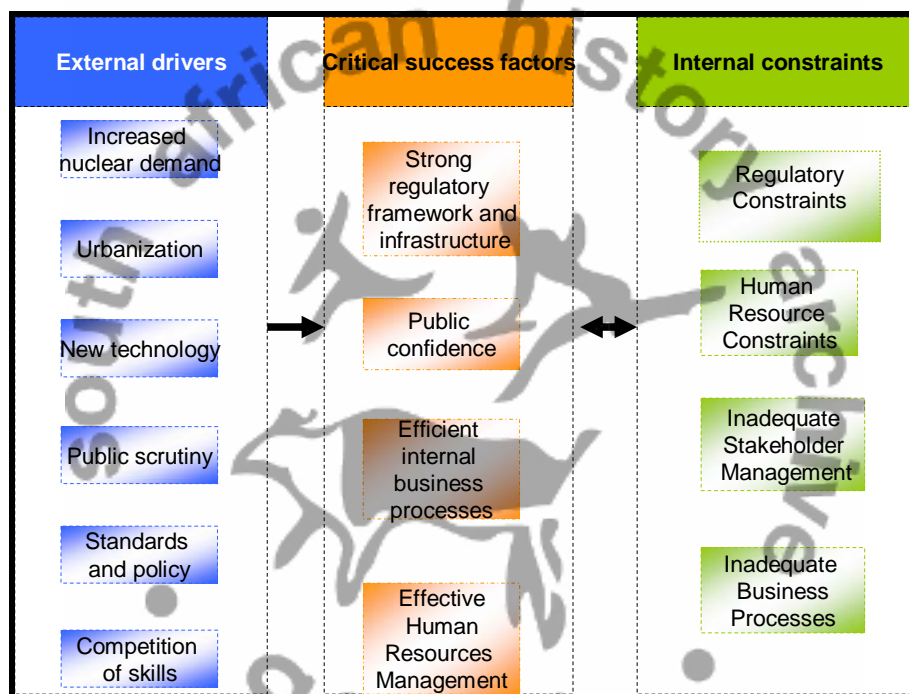 External drivers
Increased
nuclear demand
Urbanization
New technology
Public scrutiny
Standards
and policy
Competition
of skills
Critical success factors
Strong
regulatory
framework and
infrastructure
Public
confidence
Efficient
internal
business
processes
Effective
Human
Resources
Management
Internal constraints
Regulatory
Constraints
Human
Resource
Constraints
Inadequate
Stakeholder
Management
Inadequate
Business
Processes
south african history archive